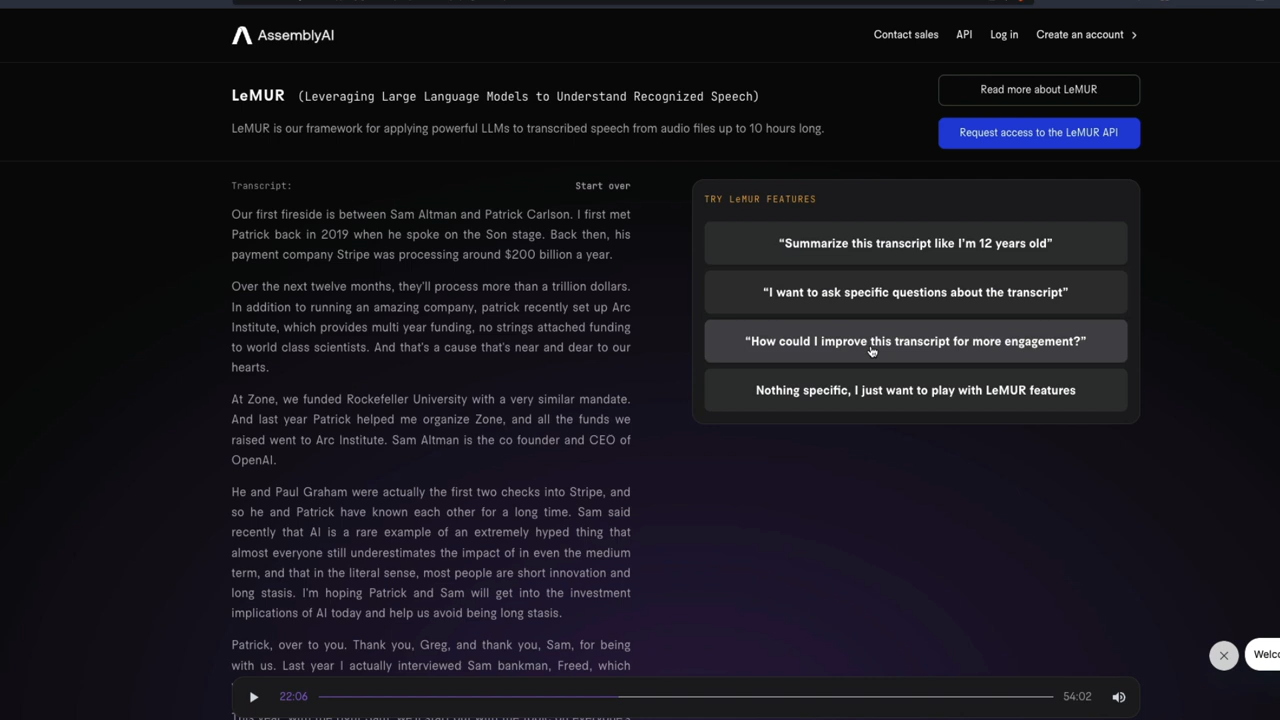 AssemblyAI
Contact sales
API
Log in
Create an account
LeMUR (Leveraging Large Language Models to Understand Recognized Speech)
LeMUR is our framework for applying powerful LLMs to transcribed speech from audio files up to 10 hours long.
Read more about LeMUR
Request access to the LeMUR API
Transcript:
Start over
Our first fireside is between Sam Altman and Patrick Carlson. I first met
Patrick back in 2019 when he spoke on the Son stage. Back then, his
payment company Stripe was processing around $200 billion a year.
Over the next twelve months, they'll process more than a trillion dollars.
In addition to running an amazing company, patrick recently set up Arc
Institute, which provides multi year funding, no strings attached funding
to world class scientists. And that's a cause that's near and dear to our
hearts.
At Zone, we funded Rockefeller University with a very similar mandate.
And last year Patrick helped me organize Zone, and all the funds we
raised went to Arc Institute. Sam Altman is the co founder and CEO of
OpenAI.
He and Paul Graham were actually the first two checks into Stripe, and
so he and Patrick have known each other for a long time. Sam said
recently that AI is a rare example of an extremely hyped thing that
almost everyone still underestimates the impact of in even the medium
term, and that in the literal sense, most people are short innovation and
long stasis. I'm hoping Patrick and Sam will get into the investment
implications of AI today and help us avoid being long stasis.
Patrick, over to you. Thank you, Greg, and thank you, Sam, for being
with us. Last year I actually interviewed Sam bankman, Freed, which
TRY LeMUR FEATURES
“Summarize this transcript like I'm 12 years old”
“I want to ask specific questions about the transcript”
“How could I improve this transcript for more engagement?”
Nothing specific, I just want to play with LeMUR features
22:06
54:02